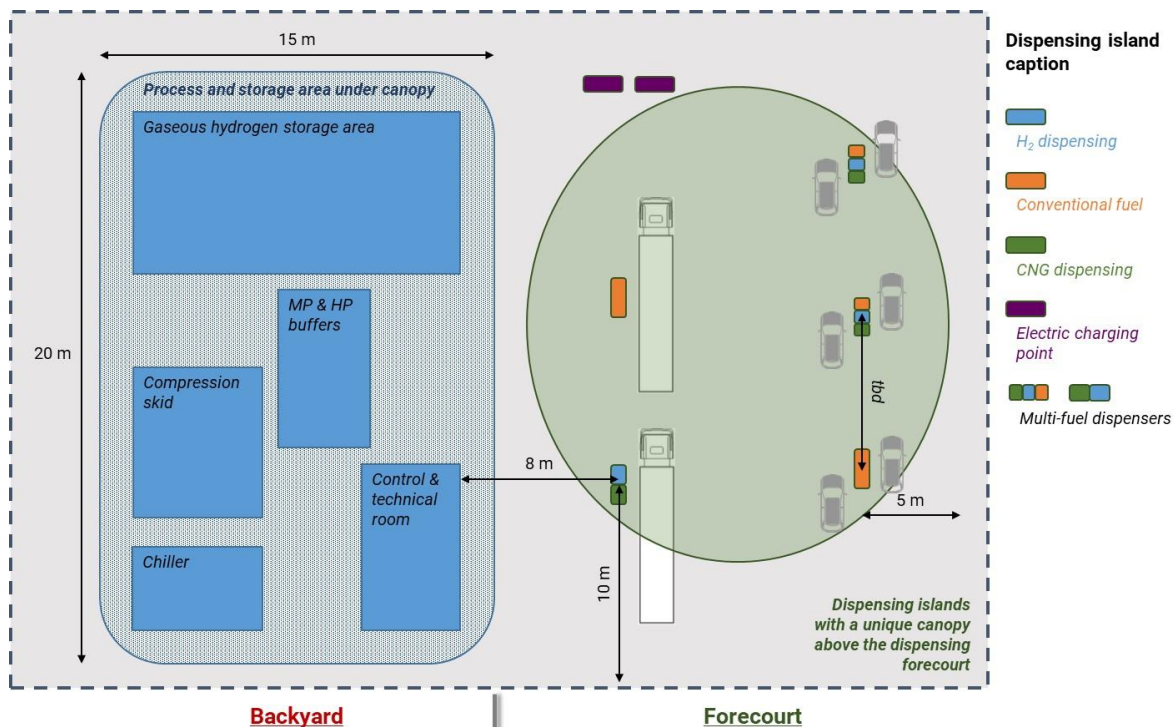 15 m
Process and storage area under canopy
Gaseous hydrogen storage area
MP & HP
buffers
20 m
Compression
skid
Control &
technical
room
Chiller
8 m
10 m
tbd
5 m
Dispensing islands
with a unique canopy
above the dispensing
forecourt
Backyard
Forecourt
Dispensing island
caption
H₂ dispensing
Conventional fuel
CNG dispensing
Electric charging
point
Multi-fuel dispensers